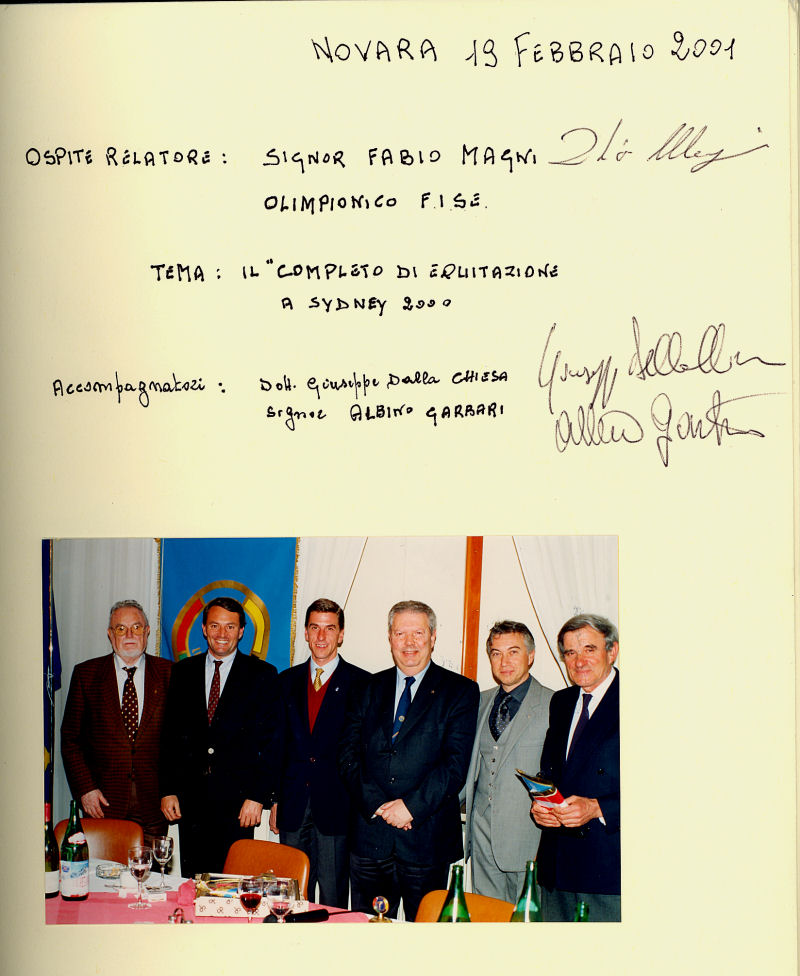 NOVARA 19 FEBBRAIO 2001
OSPITE RELATORE: SIGNOR FABIO MAGNI
OLIMPIONICO F.I.S.E.
TEMA: IL "COMPLETO DI EQUITAZIONE
A SYDNEY 2000
Accompagnatori: Dott. Giuseppe Dalla CHIESA
Signor ALBINO GARBARI